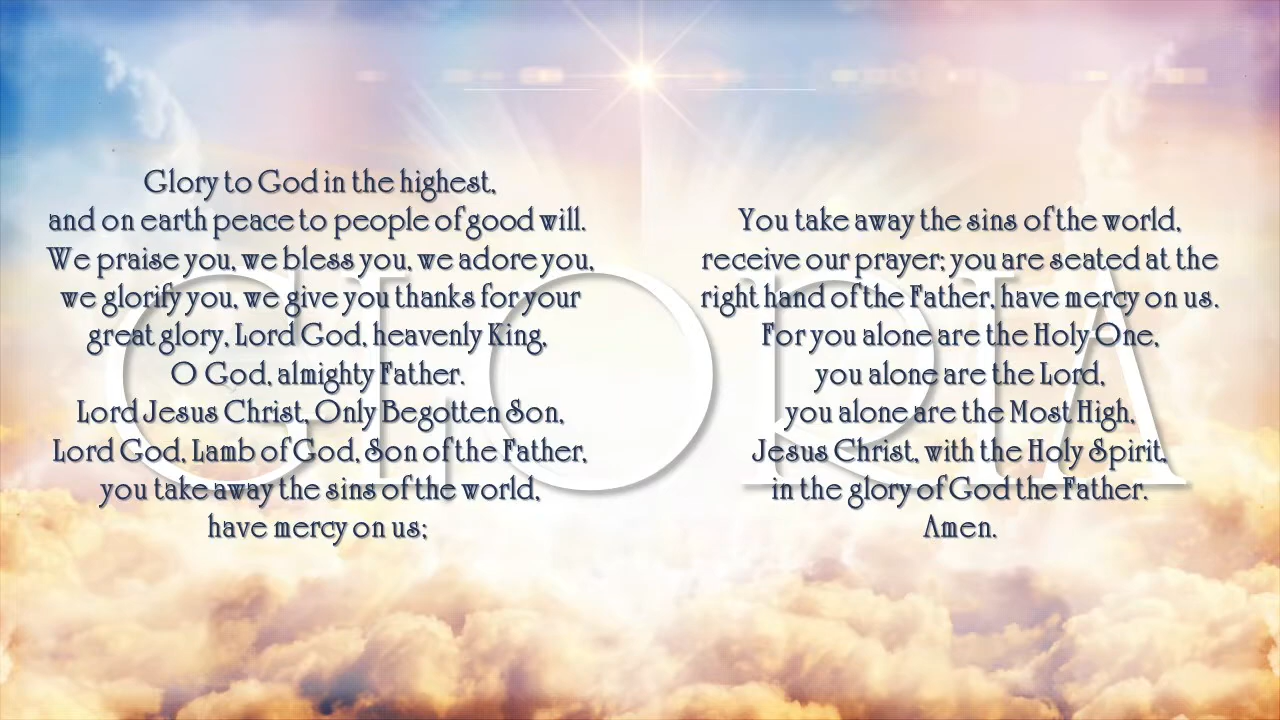 Glory to God in the highest,
and on earth peace to people of good will.
We praise you, we bless you, we adore you,
we glorify you, we give you thanks for your
great glory, Lord God, heavenly King,
O God, almighty Father.
Lord Jesus Christ, Only Begotten Son,
Lord God, Lamb of God, Son of the Father,
you take away the sins of the world,
have mercy on us;
You take away the sins of the world,
receive our prayer; you are seated at the
right hand of the Father, have mercy on us.
For you alone are the Holy One,
you alone are the Lord,
you alone are the Most High,
Jesus Christ, with the Holy Spirit,
in the glory of God the Father.
Amen.
GLORIA